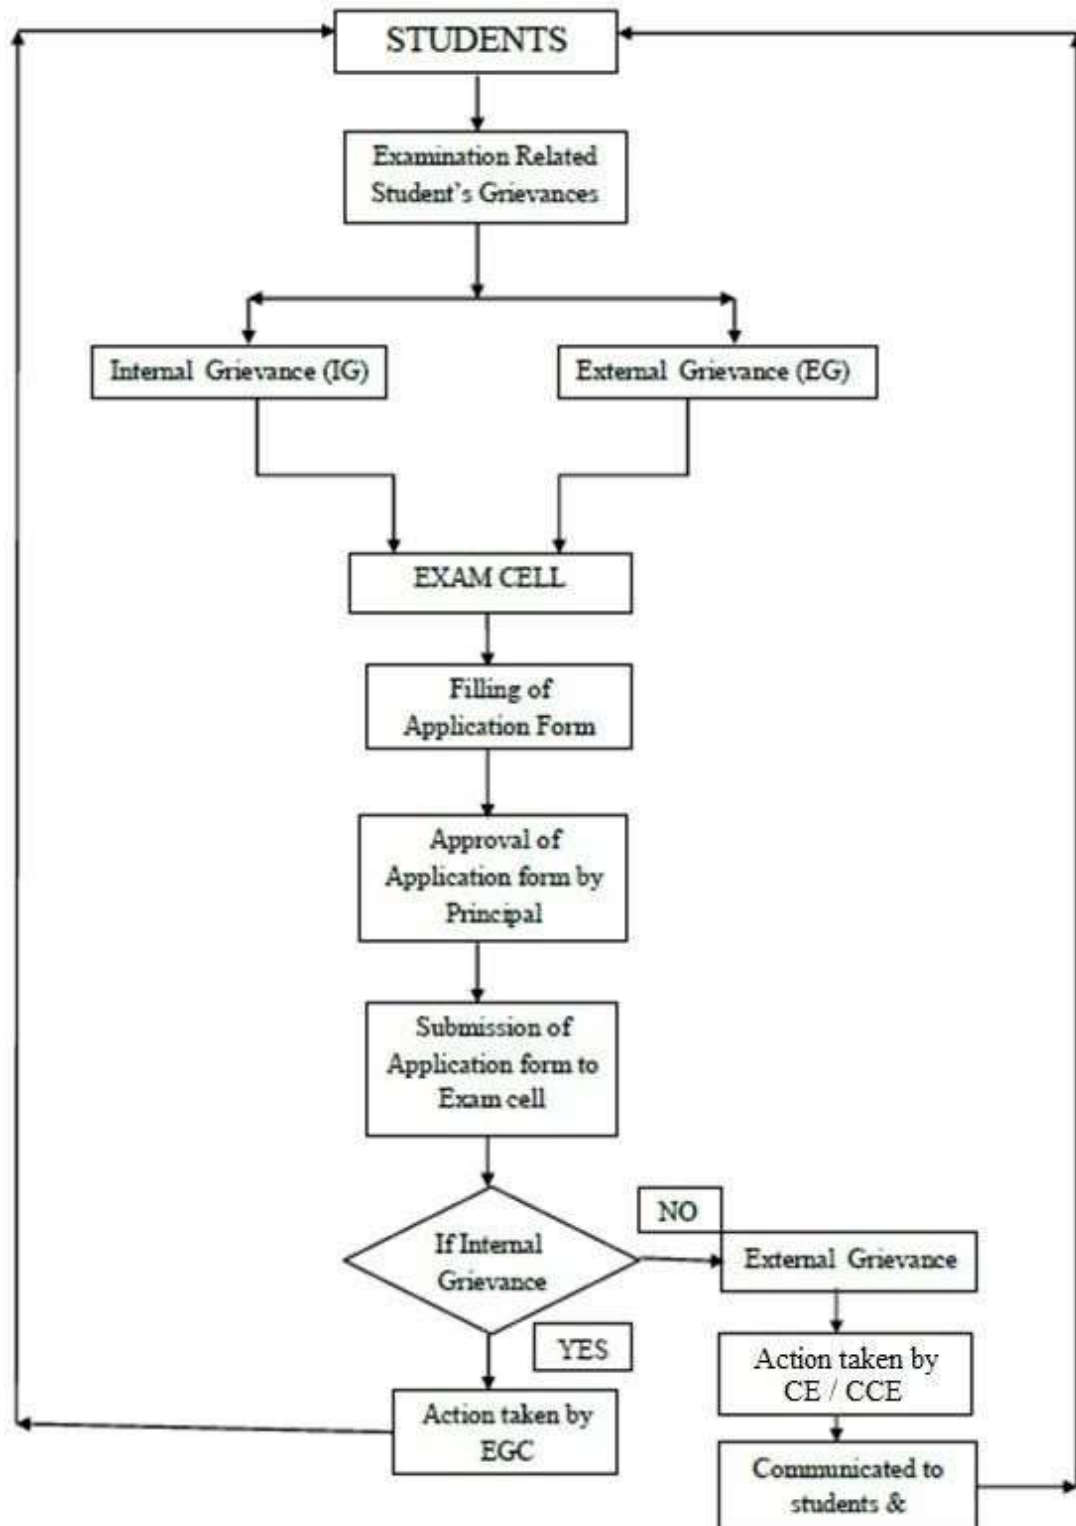 STUDENTS
Examination Related
Student's Grievances
Internal Grievance (IG)
External Grievance (EG)
EXAM CELL
Filling of
Application Form
Approval of
Application form by
Principal
Submission of
Application form to
Exam cell
If Internal
Grievance
NO
External Grievance
YES
Action taken by
CE / CCE
Action taken by
EGC
Communicated to
students &